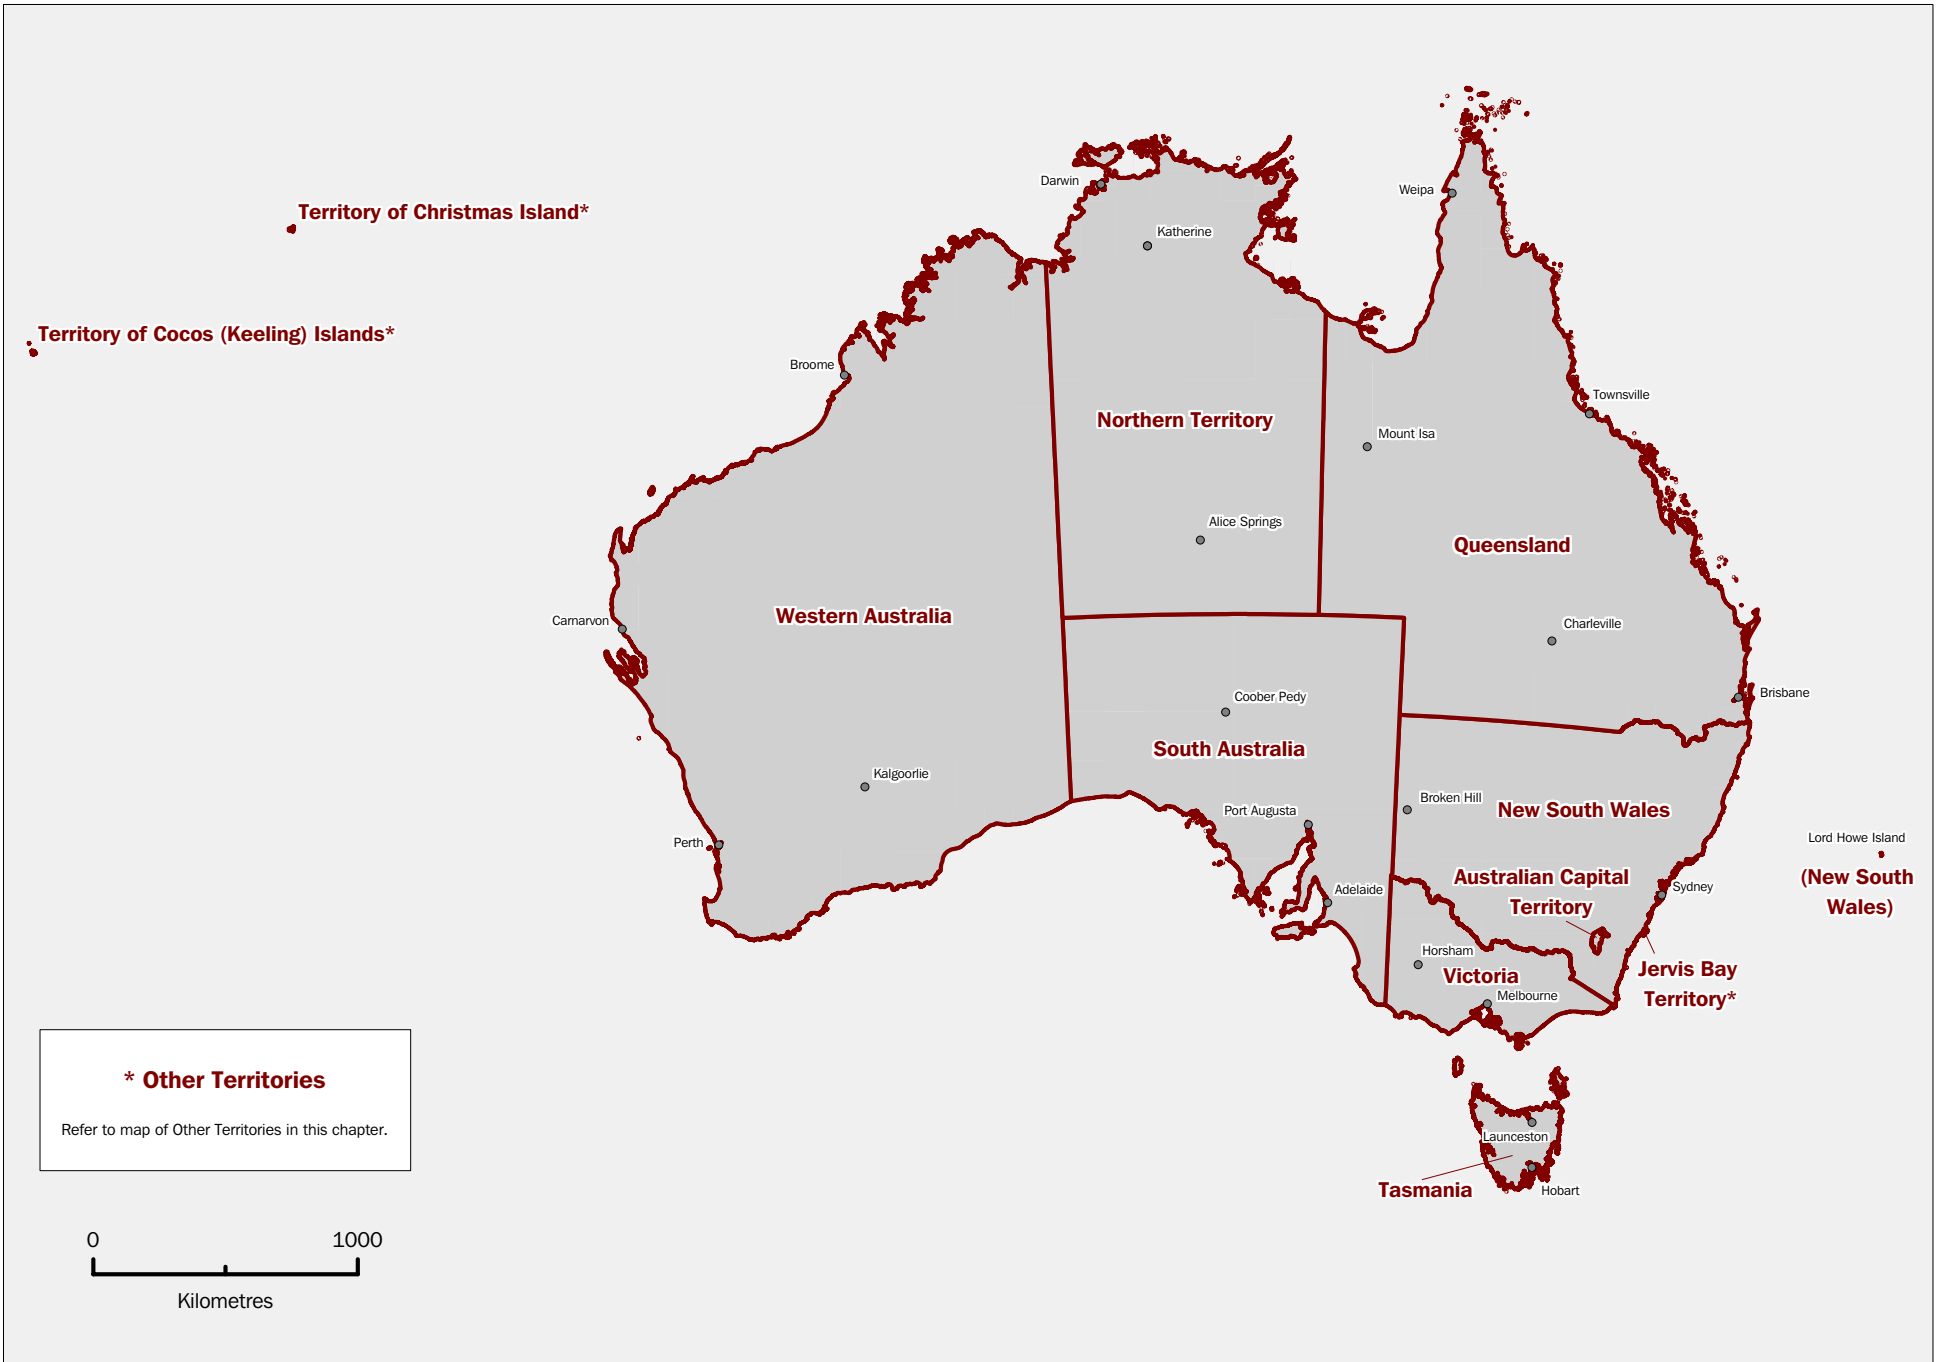 Darwin
Weipa
Territory of Christmas Island*
Katherine
Territory of Cocos (Keeling) Islands*
Broome
Townsville
Northern Territory
Mount Isa
Alice Springs
Queensland
Western Australia
Carnarvon
Charleville
Coober Pedy
Brisbane
South Australia
Kalgoorlie
Broken Hill
New South Wales
Port Augusta
Lord Howe Island
Perth
Australian Capital
Territory
(New South
Wales)
Sydney
Adelaide
Horsham
Victoria
Jervis Bay
Territory*
Melbourne
* Other Territories
Refer to map of Other Territories in this chapter.
Launceston
Tasmania
Hobart
0 1000
Kilometres